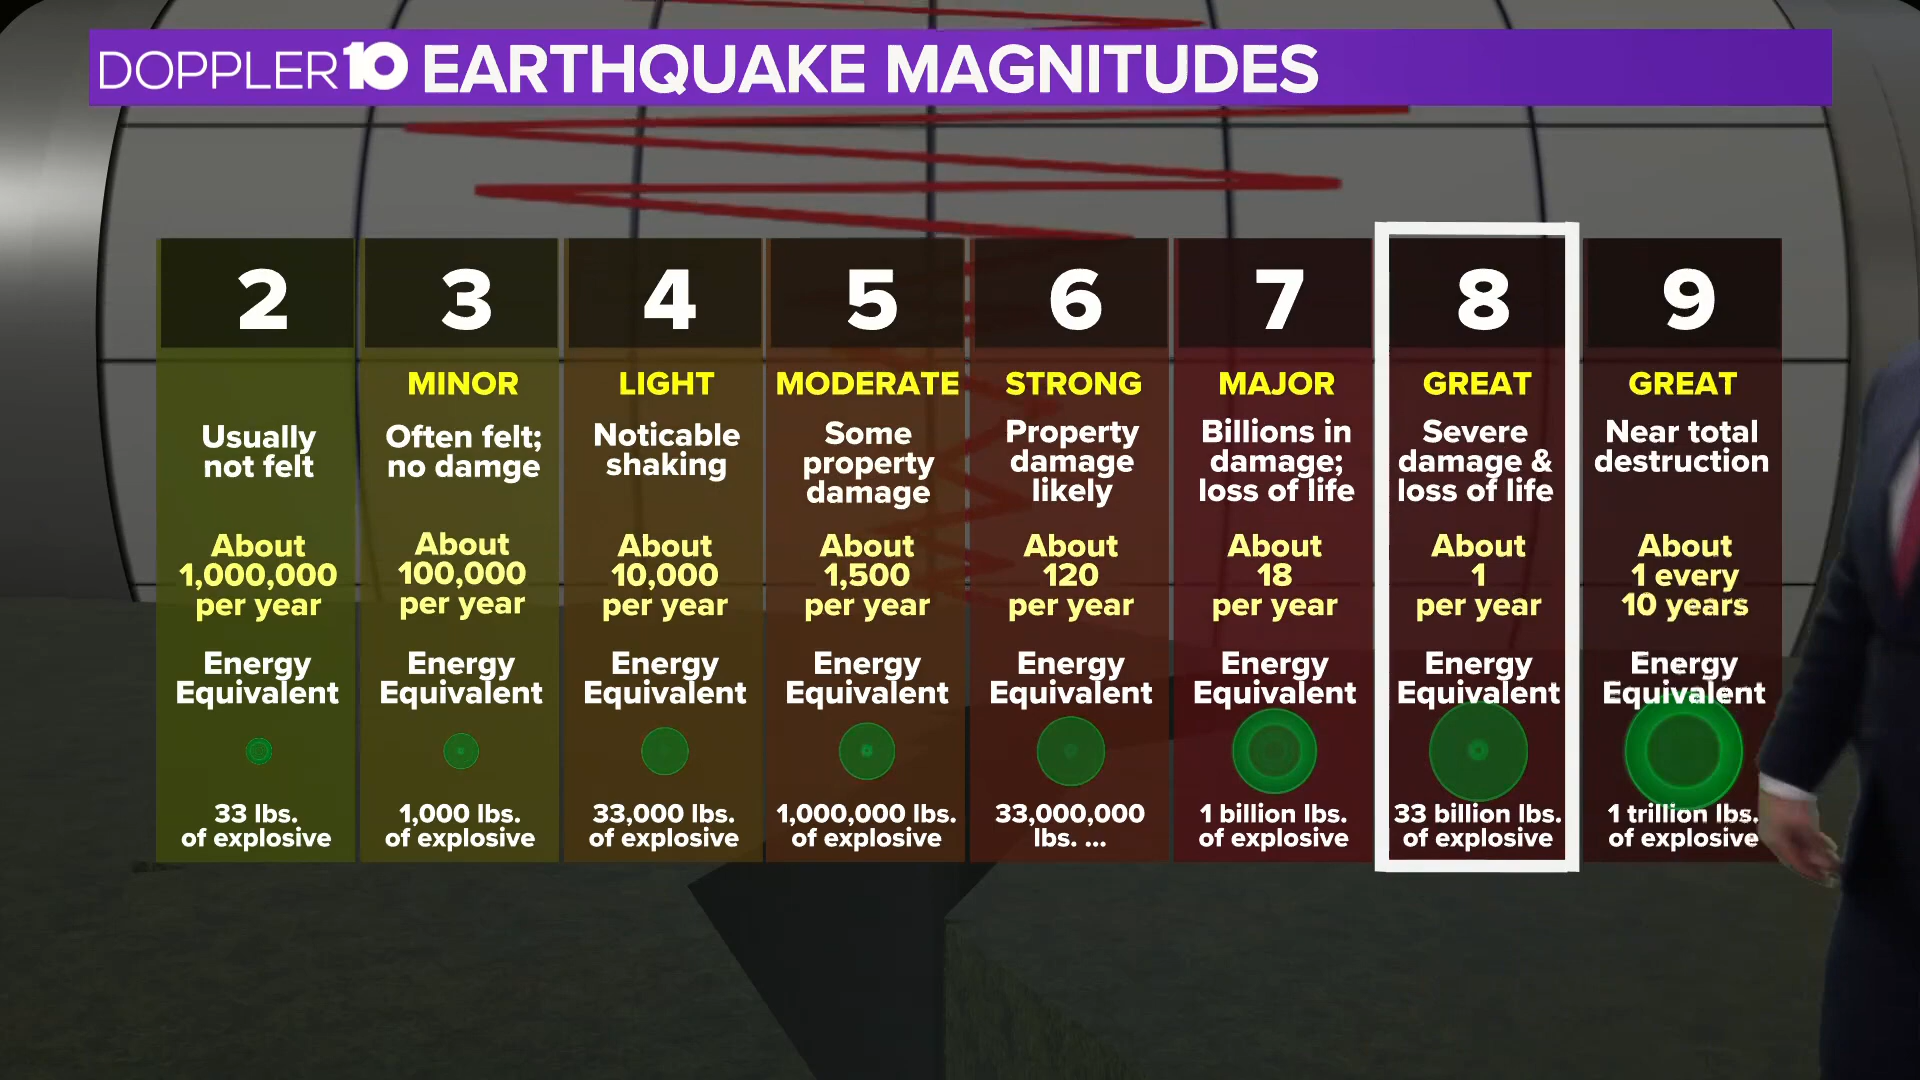 DOPPLER10 EARTHQUAKE MAGNITUDES
2
Usually
not felt
About
1,000,000
per year
Energy
Equivalent
33 lbs.
of explosive
3
MINOR
Often felt;
no damge
About
100,000
per year
Energy
Equivalent
1,000 lbs.
of explosive
4
LIGHT
Noticable
shaking
About
10,000
per year
Energy
Equivalent
33,000 lbs.
of explosive
5
MODERATE
Some
property
damage
About
1,500
per year
Energy
Equivalent
1,000,000 lbs.
of explosive
6
STRONG
Property
damage
likely
About
120
per year
Energy
Equivalent
33,000,000
lbs. ...
7
MAJOR
Billions in
damage;
loss of life
About
18
per year
Energy
Equivalent
1 billion lbs.
of explosive
8
GREAT
Severe
damage &
loss of life
About
1
per year
Energy
Equivalent
33 billion lbs.
of explosive
9
GREAT
Near total
destruction
About
1 every
10 years
Energy
Equivalent
1 trillion lbs.
of explosive